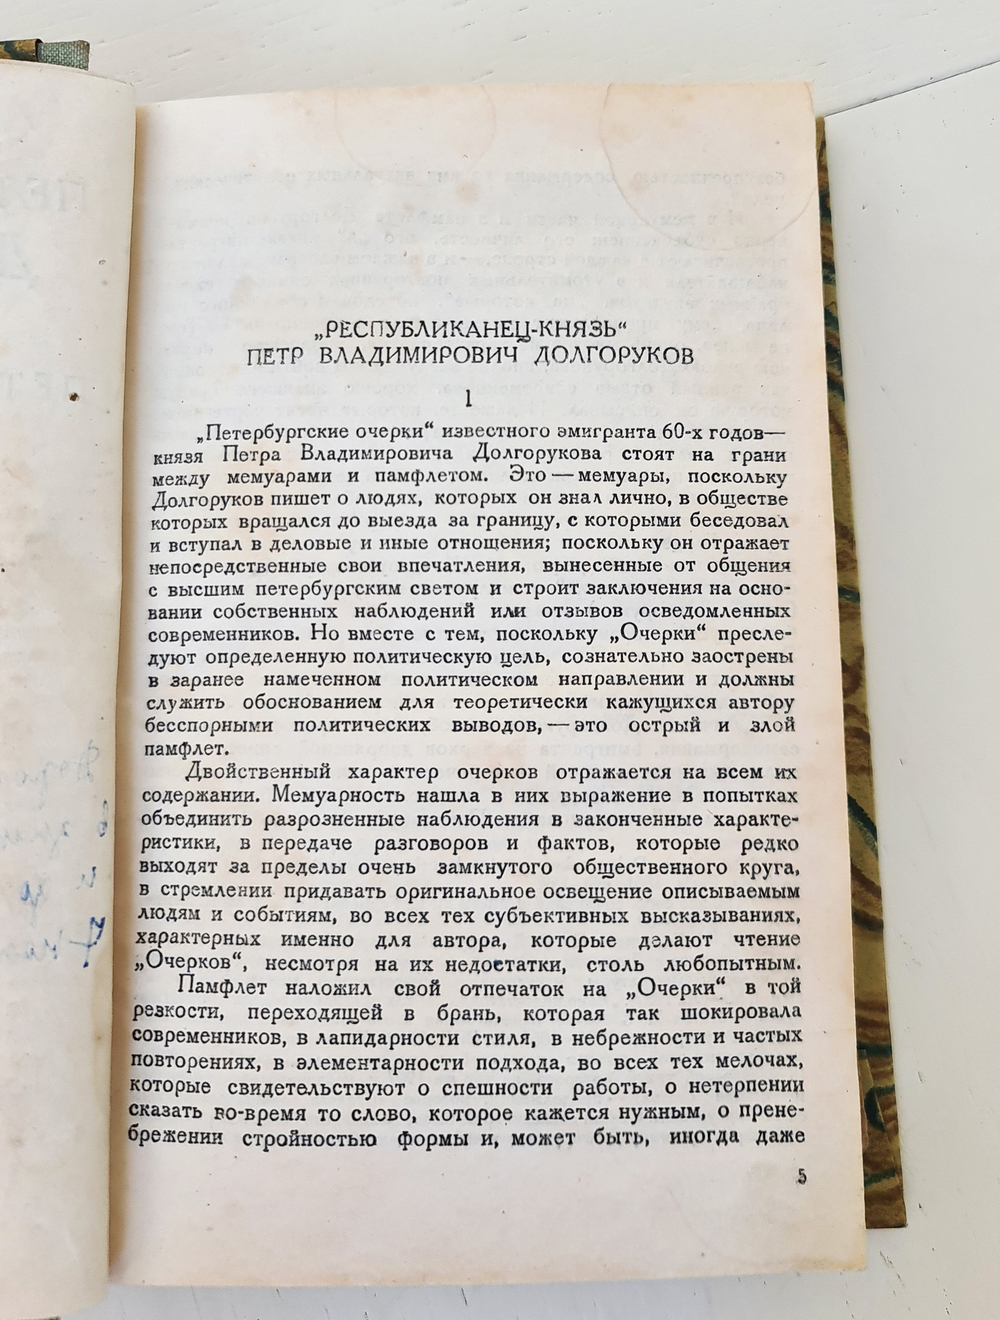 „РЕСПУБЛИКАНЕЦ-КНЯЗЬ“
ПЕТР ВЛАДИМИРОВИЧ ДОЛГОРУКОВ
1
„Петербургские очерки“ известного эмигранта 60-х годов—
князя Петра Владимировича Долгорукова стоят на грани
между мемуарами и памфлетом. Это — мемуары, поскольку
Долгоруков пишет о людях, которых он знал лично, в обществе
которых вращался до выезда за границу, с которыми беседовал
и вступал в деловые и иные отношения; поскольку он отражает
непосредственные свои впечатления, вынесенные от общения
с высшим петербургским светом и строит заключения на осно-
вании собственных наблюдений или отзывов осведомленных
современников. Но вместе с тем, поскольку „Очерки“ пресле-
дуют определенную политическую цель, сознательно заострены
в заранее намеченном политическом направлении и должны
служить обоснованием для теоретически кажущихся автору
бесспорными политических выводов, — это острый и злой
памфлет.
Двойственный характер очерков отражается на всем их
содержании. Мемуарность нашла в них выражение в попытках
объединить разрозненные наблюдения в законченные характе-
ристики, в передаче разговоров и фактов, которые редко
выходят за пределы очень замкнутого общественного круга,
в стремлении придавать оригинальное освещение описываемым
людям и событиям, во всех тех субъективных высказываниях,
характерных именно для автора, которые делают чтение
„Очерков“, несмотря на их недостатки, столь любопытным.
Памфлет наложил свой отпечаток на „Очерки“ в той
резкости, переходящей в брань, которая так шокировала
современников, в лапидарности стиля, в небрежности и частых
повторениях, в элементарности подхода, во всех тех мелочах,
которые свидетельствуют о спешности работы, о нетерпении
сказать во-время то слово, которое кажется нужным, о прене-
брежении стройностью формы и, может быть, иногда даже
5